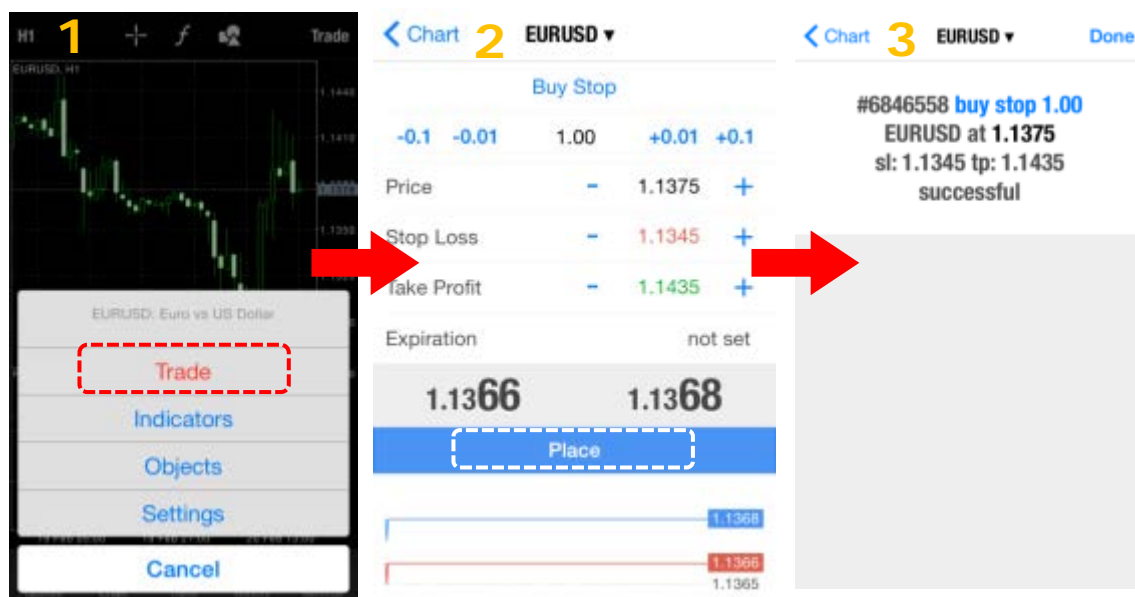 H1
1
f
Trade
EURUSD, H1
1.1440
1.1410
EURUSD: Euro vs US Dollar
Trade
Indicators
Objects
Settings
Cancel
Chart
2
EURUSD ▾
Buy Stop
-0.1 -0.01 1.00 +0.01 +0.1
Price - 1.1375 +
Stop Loss - 1.1345 +
Take Profit - 1.1435 +
Expiration not set
1.1366 1.1368
Place
1.1368
1.1366
1.1365
Chart
3
EURUSD ▾
Done
#6846558 buy stop 1.00
EURUSD at 1.1375
sl: 1.1345 tp: 1.1435
successful